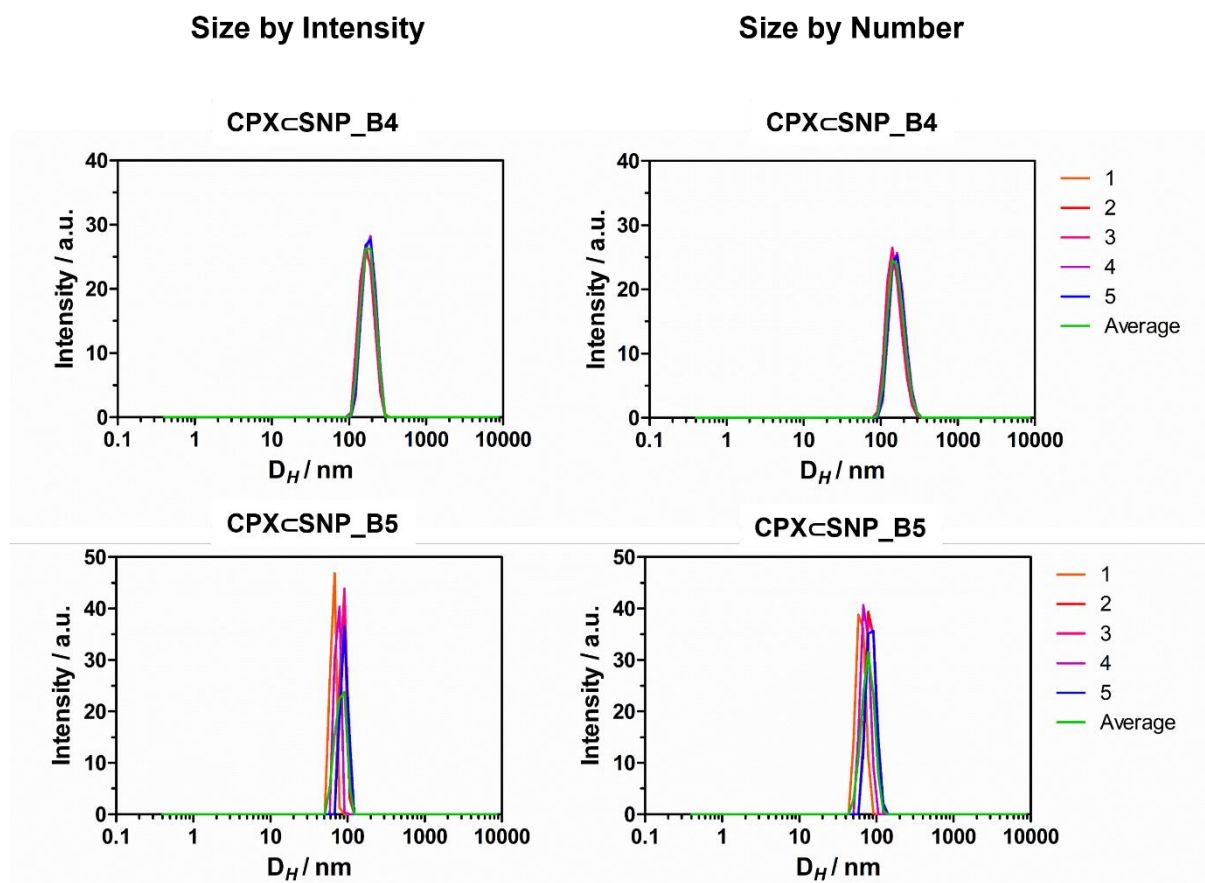 Size by Intensity
Size by Number
CPX⊂SNP_B4
40
30
20
10
0
Intensity / a.u.
0.1 1 10 100 1000 10000
D_H / nm
CPX⊂SNP_B4
40
30
20
10
0
Intensity / a.u.
0.1 1 10 100 1000 10000
D_H / nm
1
2
3
4
5
Average
CPX⊂SNP_B5
50
40
30
20
10
0
Intensity / a.u.
0.1 1 10 100 1000 10000
D_H / nm
CPX⊂SNP_B5
50
40
30
20
10
0
Intensity / a.u.
0.1 1 10 100 1000 10000
D_H / nm
1
2
3
4
5
Average